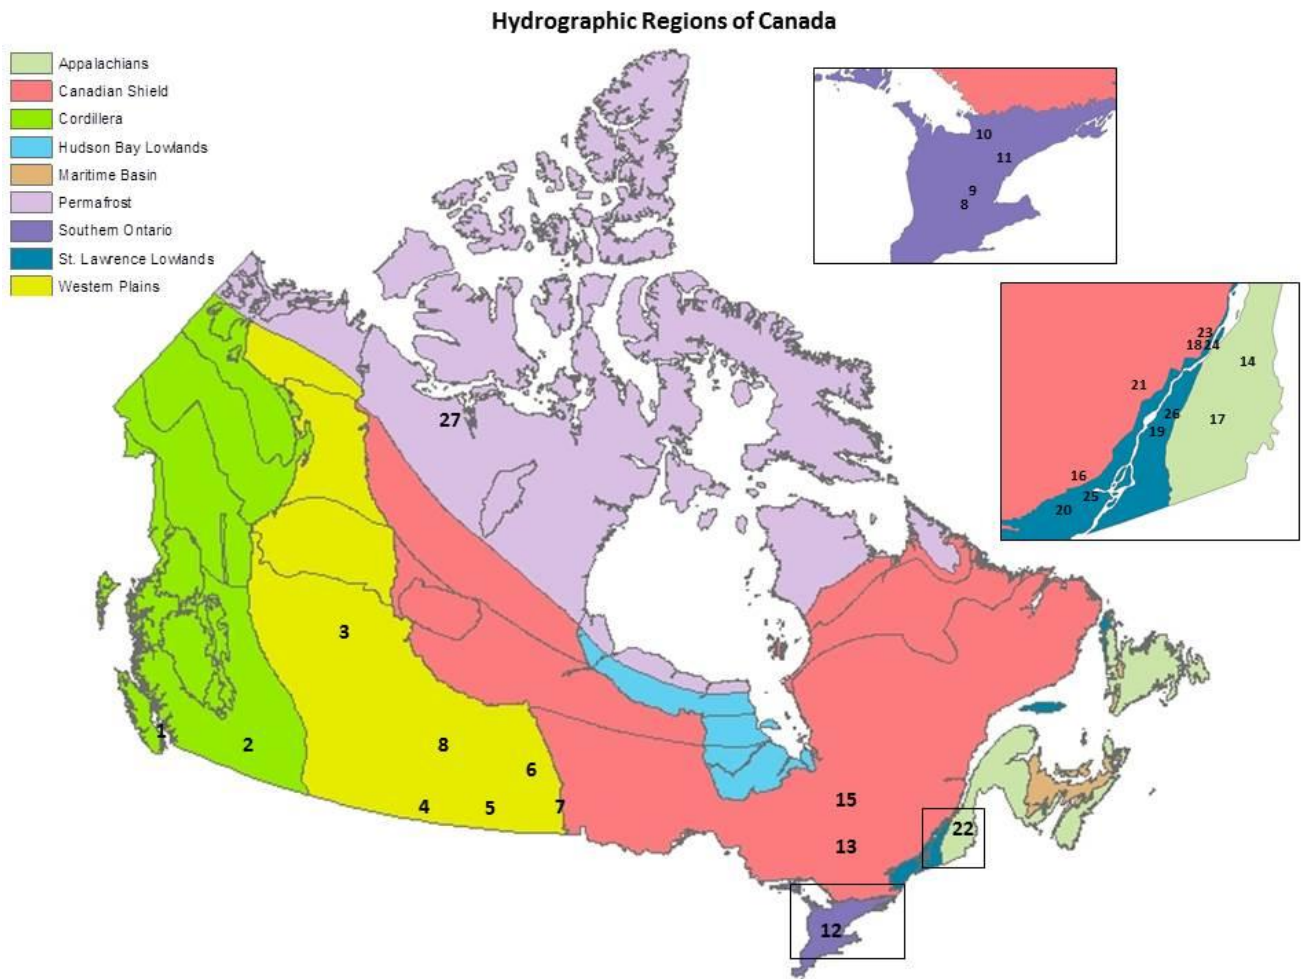 Hydrographic Regions of Canada
Appalachians
Canadian Shield
Cordillera
Hudson Bay Lowlands
Maritime Basin
Permafrost
Southern Ontario
St. Lawrence Lowlands
Western Plains
10
11
9
8
23
18 24
14
21
26
17
19
16
25
20
27
3
1
2
8
6
4
5
7
15
13
22
12